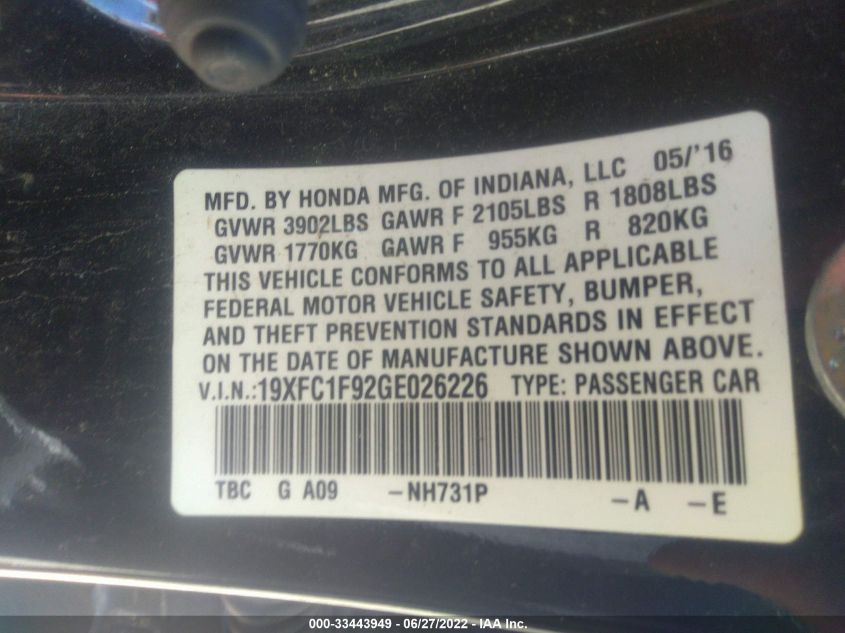 MFD. BY HONDA MFG. OF INDIANA, LLC 05/'16
GVWR 3902LBS GAWR F 2105LBS R 1808LBS
GVWR 1770KG GAWR F 955KG R 820KG
THIS VEHICLE CONFORMS TO ALL APPLICABLE
FEDERAL MOTOR VEHICLE SAFETY, BUMPER,
AND THEFT PREVENTION STANDARDS IN EFFECT
ON THE DATE OF MANUFACTURE SHOWN ABOVE.
V.I.N.:19XFC1F92GE026226 TYPE: PASSENGER CAR
TBC G A09 -NH731P -A -E
000-33443949 - 06/27/2022 - IAA Inc.